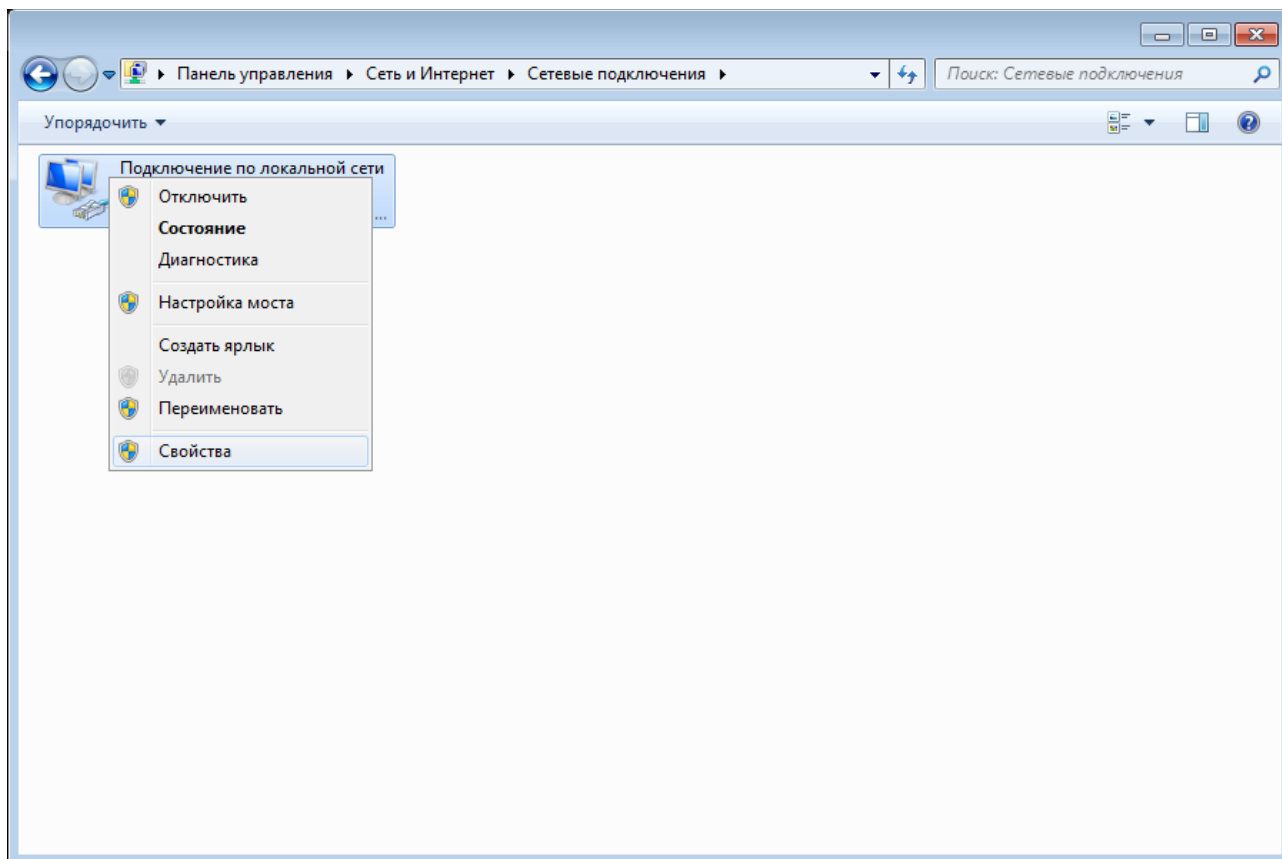 Панель управления Сеть и Интернет Сетевые подключения
Поиск: Сетевые подключения
Упорядочить
Подключение по локальной сети
...
Отключить
Состояние
Диагностика
Настройка моста
Создать ярлык
Удалить
Переименовать
Свойства